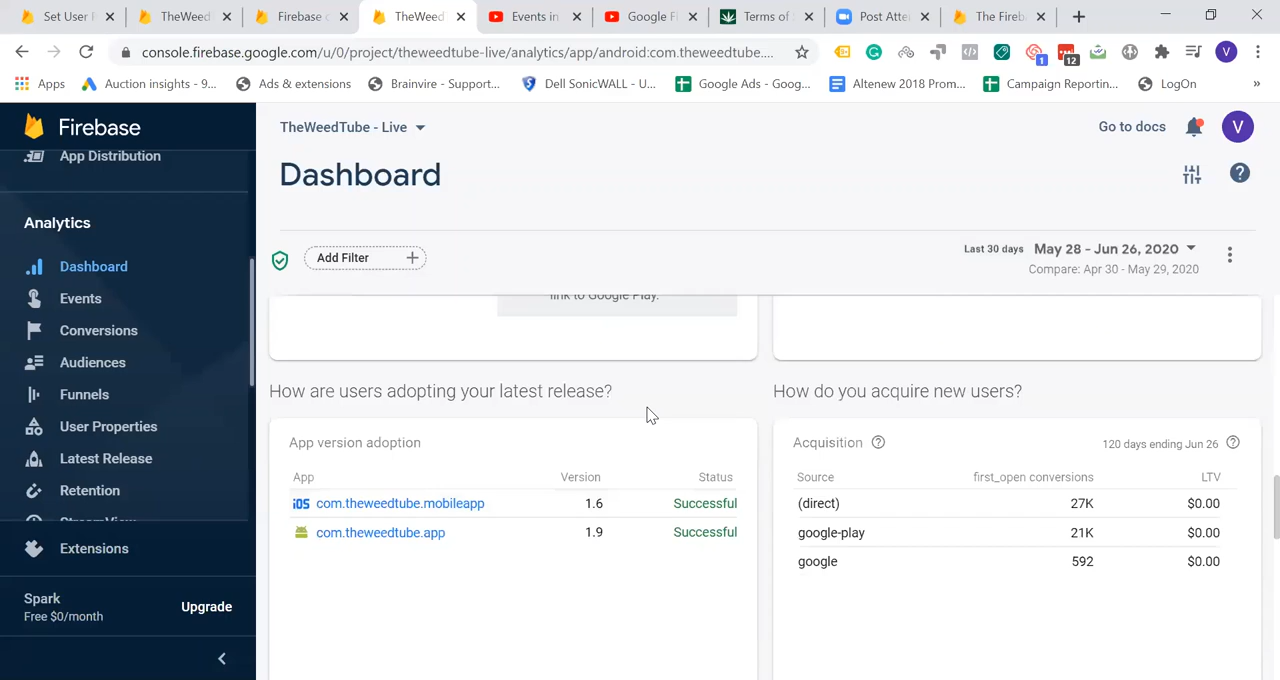 Set User P
TheWeed
Firebase c
TheWeed
Events in
Google F
Terms of
Post Atte
The Fireb
console.firebase.google.com/u/0/project/theweedtube-live/analytics/app/android:com.theweedtube....
1
12
V
Apps
Auction insights - 9...
Ads & extensions
Brainvire - Support...
Dell SonicWALL - U...
Google Ads - Goog...
Altenew 2018 Prom...
Campaign Reportin...
LogOn
»
Firebase
TheWeedTube - Live
Go to docs
V
App Distribution
Dashboard
Analytics
Dashboard
Events
Conversions
Audiences
Funnels
User Properties
Latest Release
Retention
StreamView
Extensions
Spark
Free $0/month
Upgrade
Add Filter
Last 30 days May 28 - Jun 26, 2020
Compare: Apr 30 - May 29, 2020
link to Google Play.
How are users adopting your latest release?
App version adoption
App Version Status
iOS com.theweedtube.mobileapp 1.6 Successful
com.theweedtube.app 1.9 Successful
How do you acquire new users?
Acquisition 120 days ending Jun 26
Source first_open conversions LTV
(direct) 27K $0.00
google-play 21K $0.00
google 592 $0.00